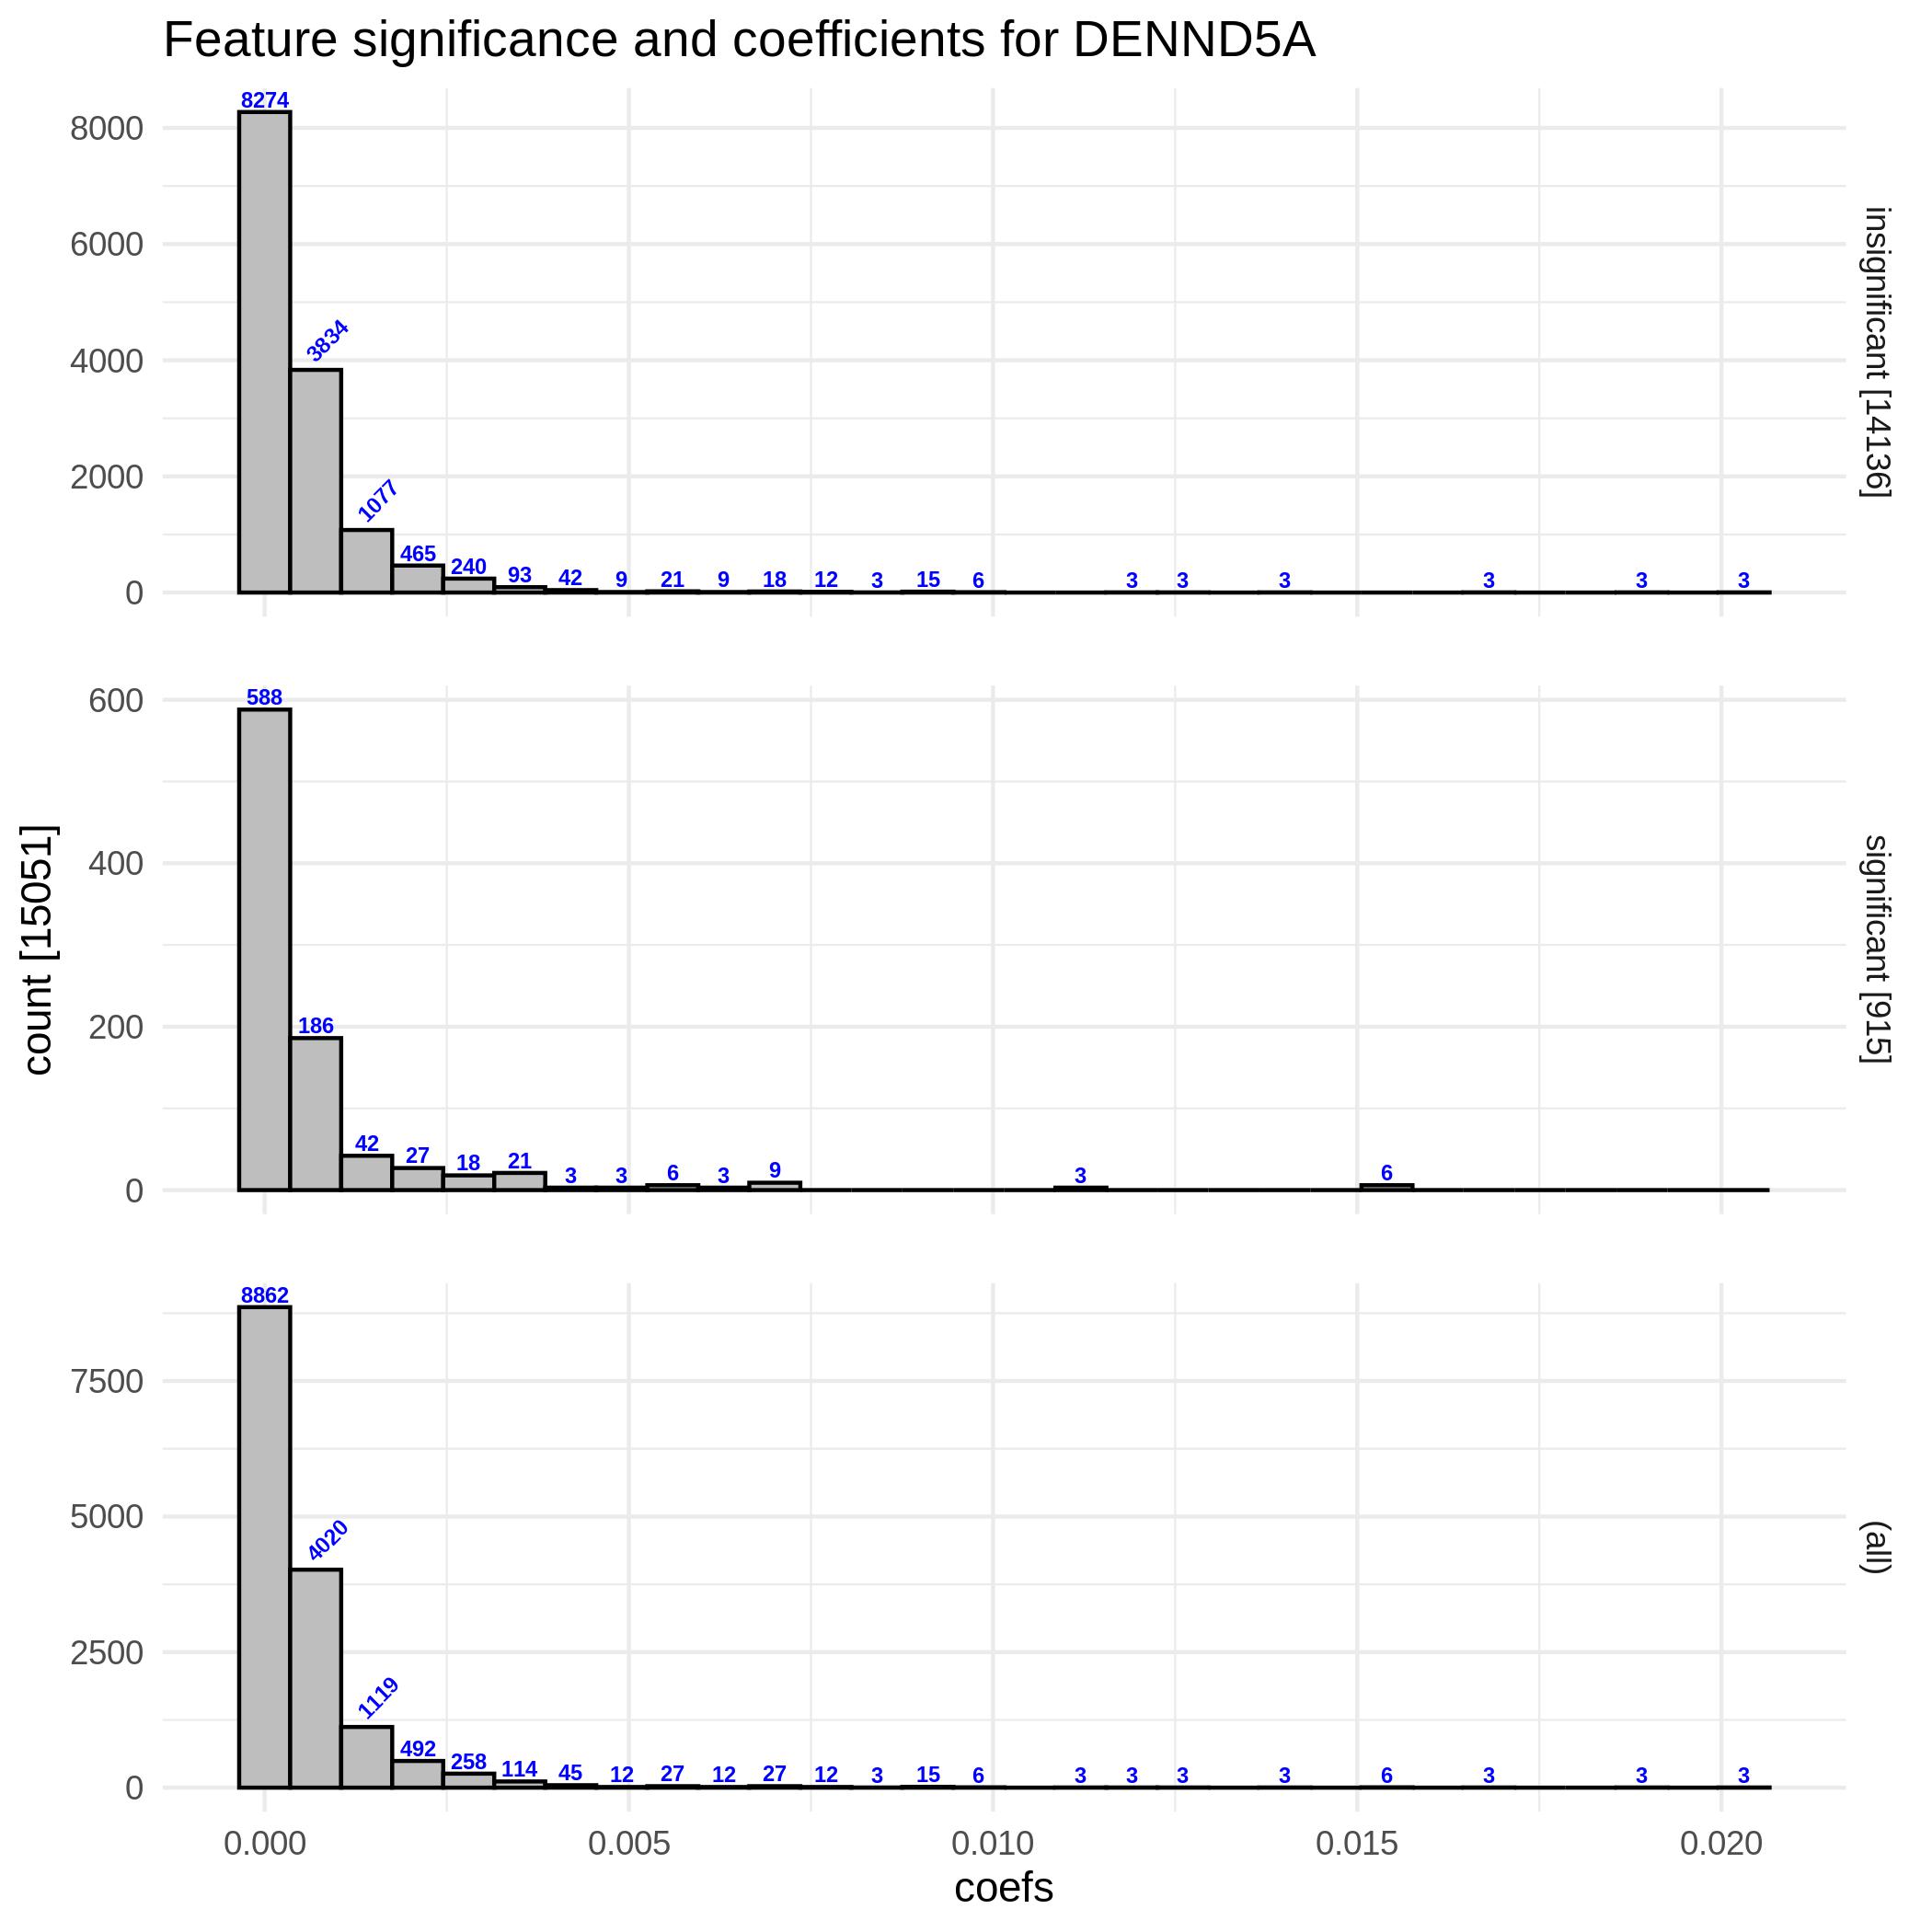 Feature significance and coefficients for DENND5A
8274
8000
6000
4000
2000
0
3834
1077
465 240 93 42 9 21 9 18 12 3 15 6 3 3 3 3 3 3
insignificant [14136]
count [15051]
588
600
400
200
0
186
42 27 18 21 3 3 6 3 9 3 6
significant [915]
8862
7500
5000
2500
0
4020
1119
492 258 114 45 12 27 12 27 12 3 15 6 3 3 3 3 6 3 3 3
(all)
0.000 0.005 0.010 0.015 0.020
coefs